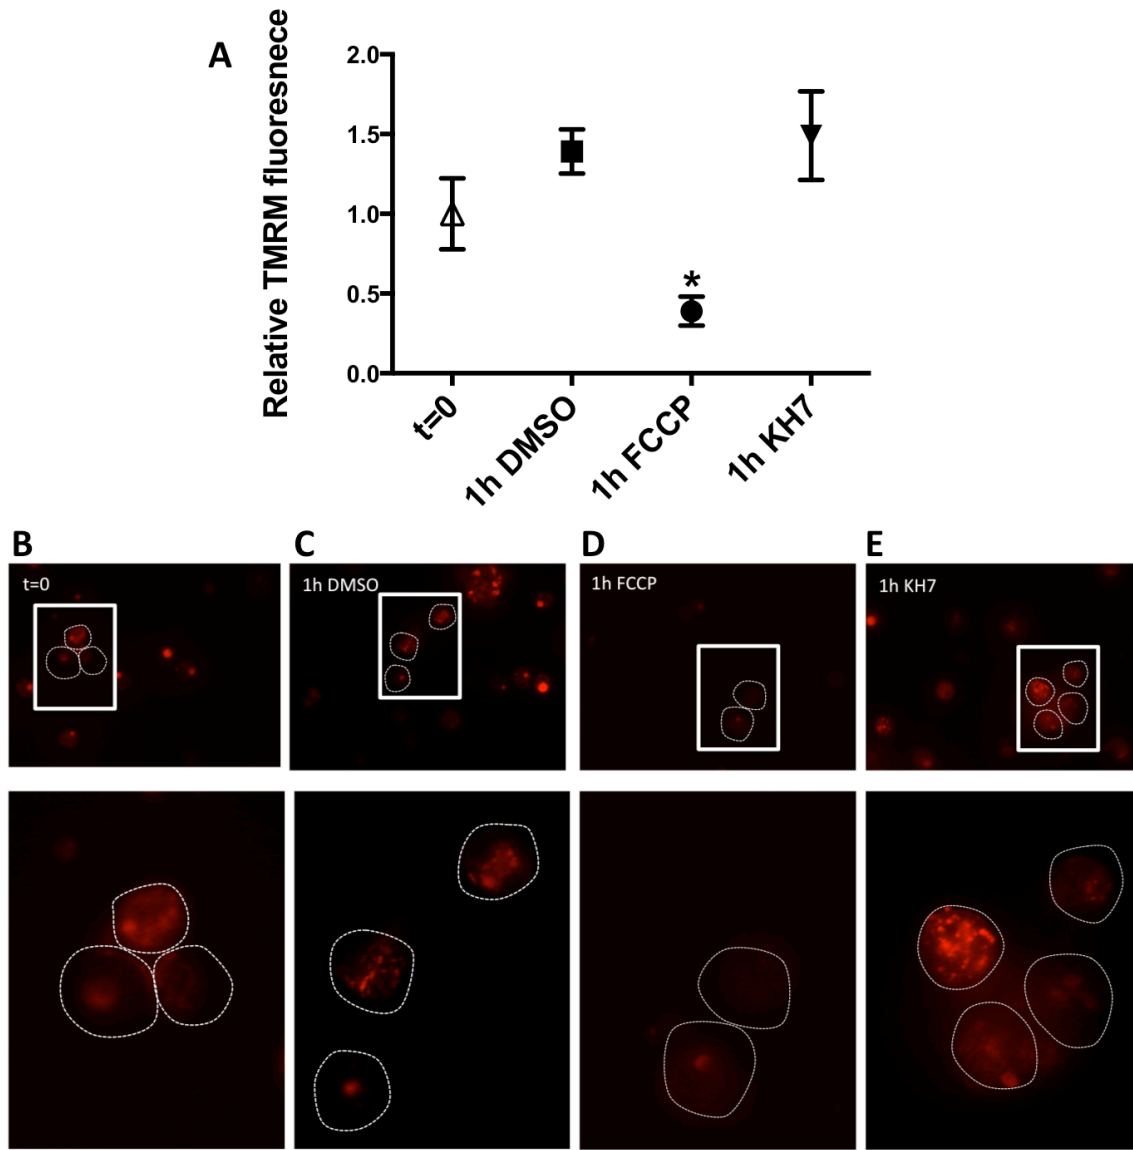 A
Relative TMRM fluoresnece
2.0
1.5
1.0
0.5
0.0
*
t=0
1h DMSO
1h FCCP
1h KH7
B
C
D
E
t=0
1h DMSO
1h FCCP
1h KH7